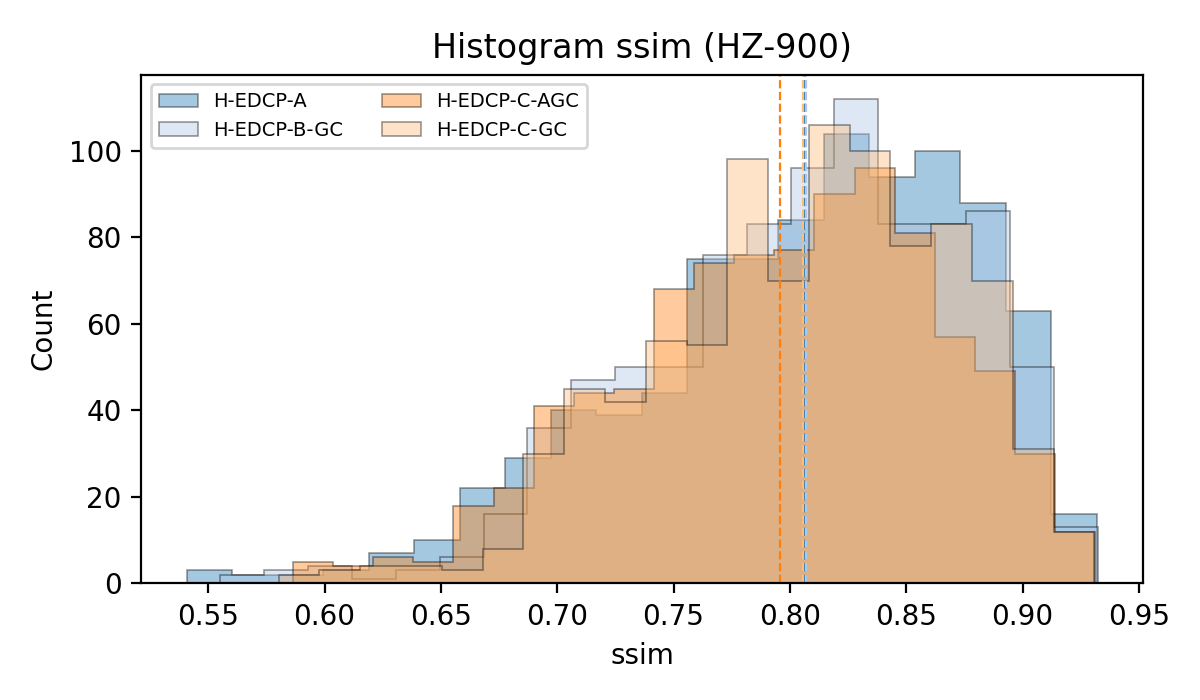 Histogram ssim (HZ-900)
H-EDCP-A
H-EDCP-B-GC
H-EDCP-C-AGC
H-EDCP-C-GC
100
80
60
40
20
0
Count
0.55 0.60 0.65 0.70 0.75 0.80 0.85 0.90 0.95
ssim